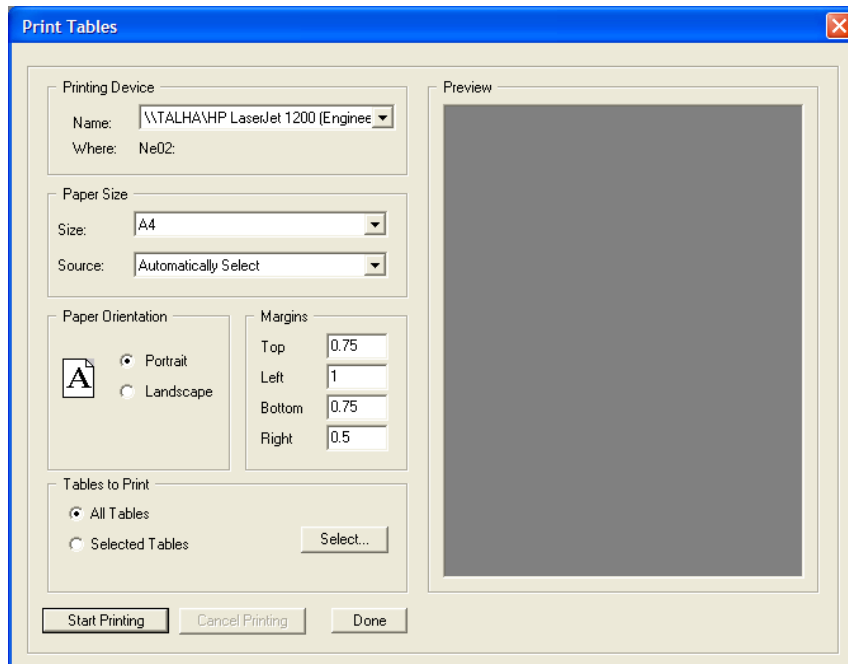 Print Tables
Printing Device
Name: \\TALHA\HP LaserJet 1200 (Enginee
Where: Ne02:
Paper Size
Size: A4
Source: Automatically Select
Paper Orientation
A
Portrait
Landscape
Margins
Top 0.75
Left 1
Bottom 0.75
Right 0.5
Tables to Print
All Tables
Selected Tables
Select...
Start Printing
Cancel Printing
Done
Preview